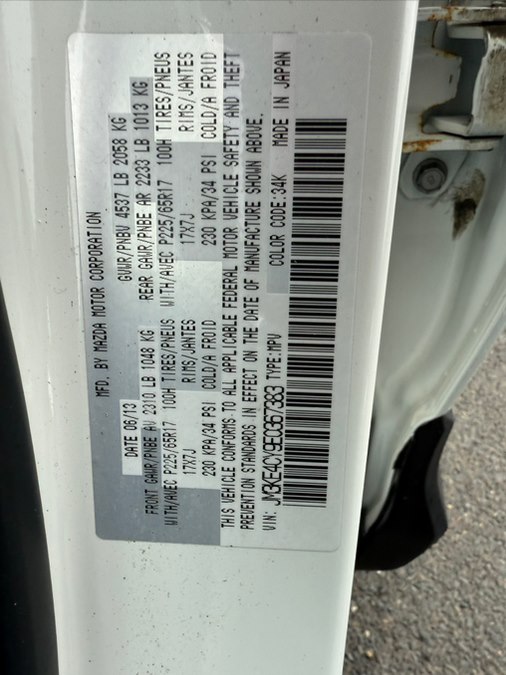 MFD. BY MAZDA MOTOR CORPORATION
DATE 06/13 GVWR/PNBV 4537 LB 2058 KG
FRONT GAWR/PNBE AV 2310 LB 1048 KG REAR GAWR/PNBE AR 2233 LB 1013 KG
WITH/AVEC P225/65R17 100H TIRES/PNEUS WITH/AVEC P225/65R17 100H TIRES/PNEUS
17X7J RIMS/JANTES 17X7J RIMS/JANTES
230 KPA/34 PSI COLD/A FROID 230 KPA/34 PSI COLD/A FROID
THIS VEHICLE CONFORMS TO ALL APPLICABLE FEDERAL MOTOR VEHICLE SAFETY AND THEFT
PREVENTION STANDARDS IN EFFECT ON THE DATE OF MANUFACTURE SHOWN ABOVE.
VIN: JM3KE4CY9E0367383 TYPE:MPV COLOR CODE:34K MADE IN JAPAN